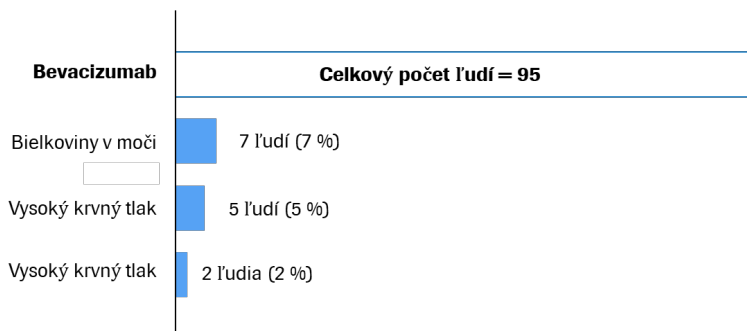 Bevacizumab Celkový počet ľudí = 95
Bielkoviny v moči 7 ľudí (7 %)
Vysoký krvný tlak 5 ľudí (5 %)
Vysoký krvný tlak 2 ľudia (2 %)